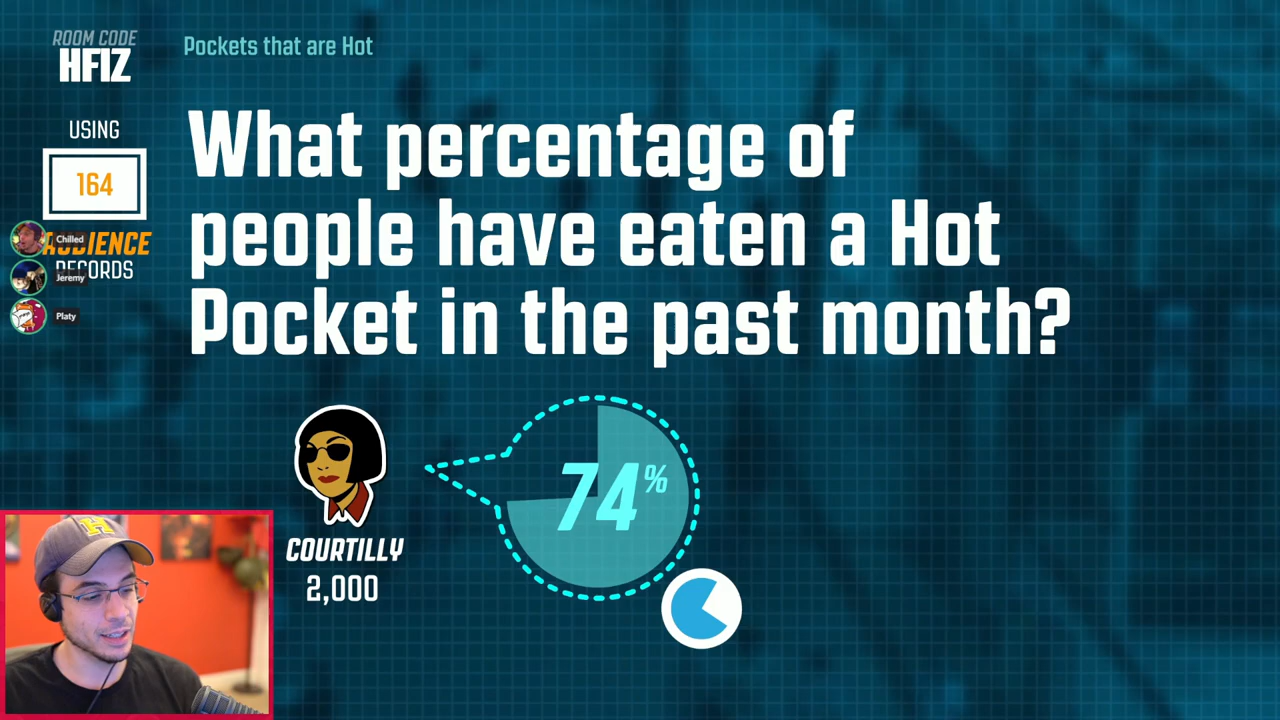 ROOM CODE
HFIZ
Pockets that are Hot
USING
164
AUDIENCE
RECORDS
Chilled
Jeremy
Platy
What percentage of
people have eaten a Hot
Pocket in the past month?
74%
COURTILLY
2,000
H